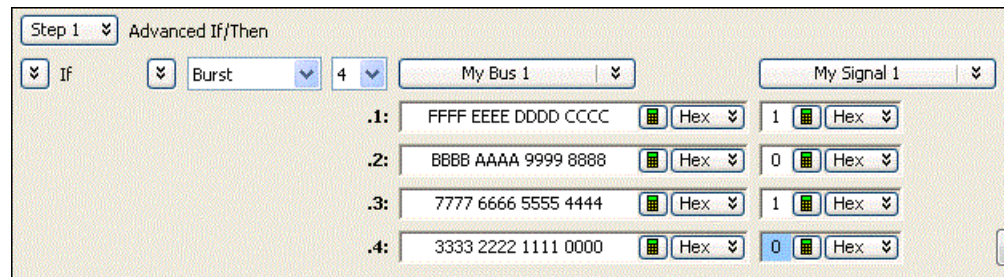 Step 1 Advanced If/Then
If Burst 4 My Bus 1 My Signal 1
.1: FFFF EEEE DDDD CCCC Hex 1 Hex
.2: BBBB AAAA 9999 8888 Hex 0 Hex
.3: 7777 6666 5555 4444 Hex 1 Hex
.4: 3333 2222 1111 0000 Hex 0 Hex